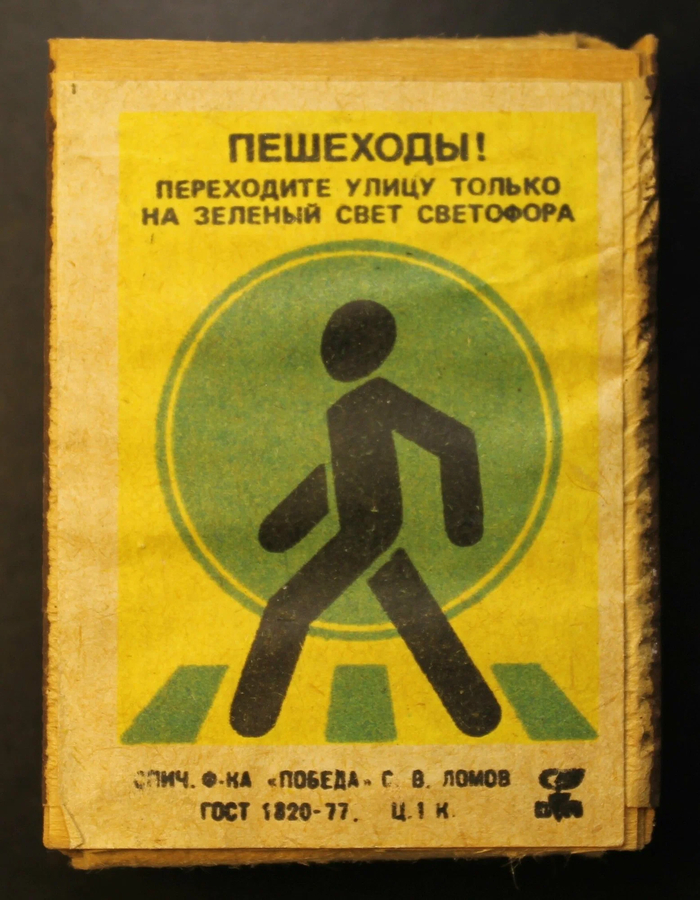 ПЕШЕХОДЫ!
ПЕРЕХОДИТЕ УЛИЦУ ТОЛЬКО
НА ЗЕЛЕНЫЙ СВЕТ СВЕТОФОРА
СПИЧ. Ф-КА «ПОБЕДА» С. В. ЛОМОВ
ГОСТ 1820-77. Ц. 1 К.